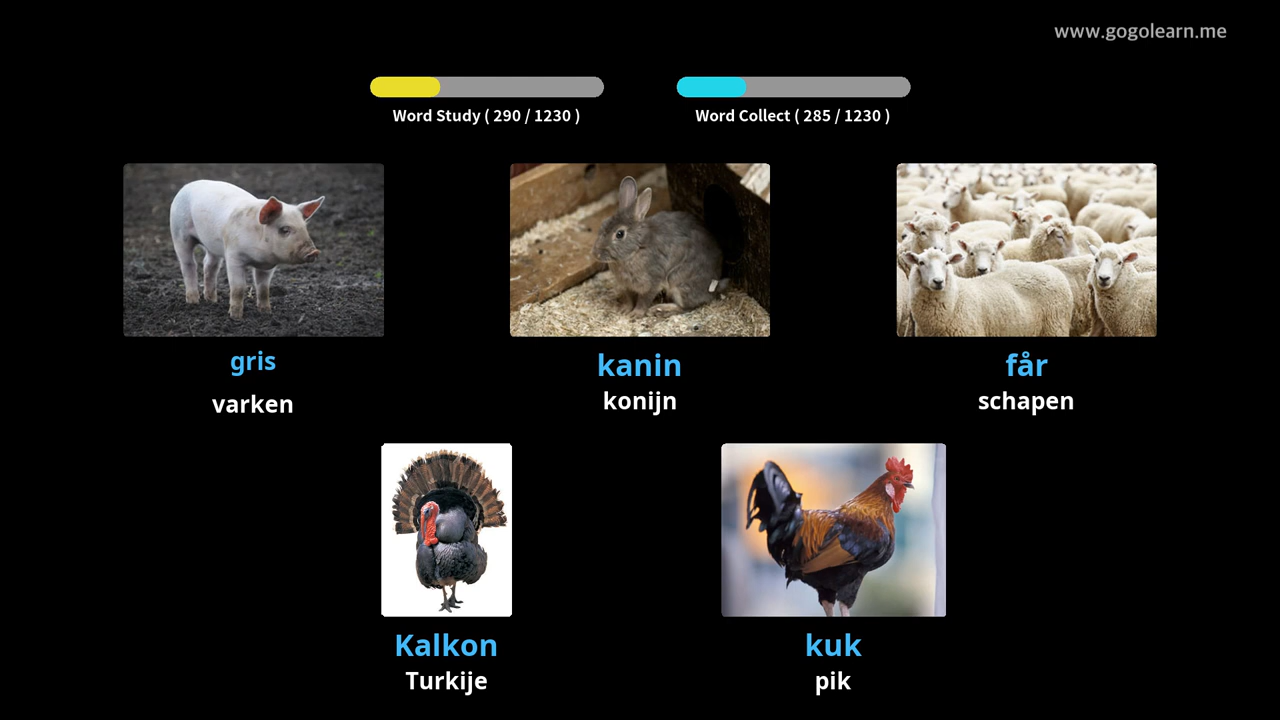 www.gogolearn.me
Word Study ( 290 / 1230 )
Word Collect ( 285 / 1230 )
gris
varken
kanin
konijn
får
schapen
Kalkon
Turkije
kuk
pik